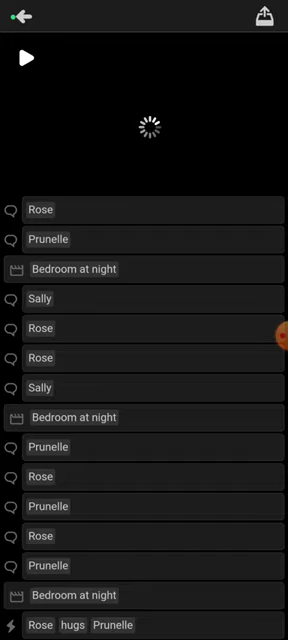 Rose
Prunelle
Bedroom at night
Sally
Rose
Rose
Sally
Bedroom at night
Prunelle
Rose
Prunelle
Rose
Prunelle
Bedroom at night
Rose hugs Prunelle